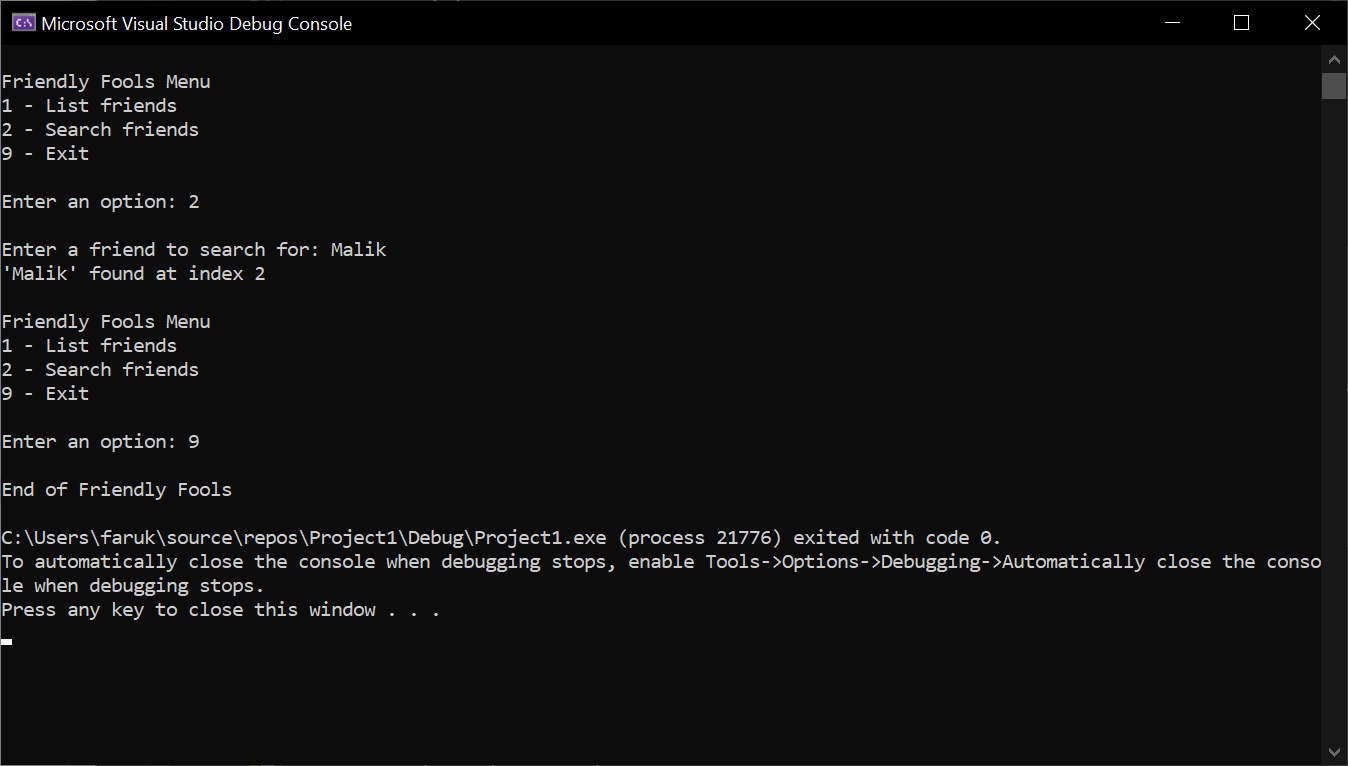 Microsoft Visual Studio Debug Console
Friendly Fools Menu
1 - List friends
2 - Search friends
9 - Exit
Enter an option: 2
Enter a friend to search for: Malik
'Malik' found at index 2
Friendly Fools Menu
1 - List friends
2 - Search friends
9 - Exit
Enter an option: 9
End of Friendly Fools
C:\Users\faruk\source\repos\Project1\Debug\Project1.exe (process 21776) exited with code 0.
To automatically close the console when debugging stops, enable Tools->Options->Debugging->Automatically close the conso
le when debugging stops.
Press any key to close this window . . .